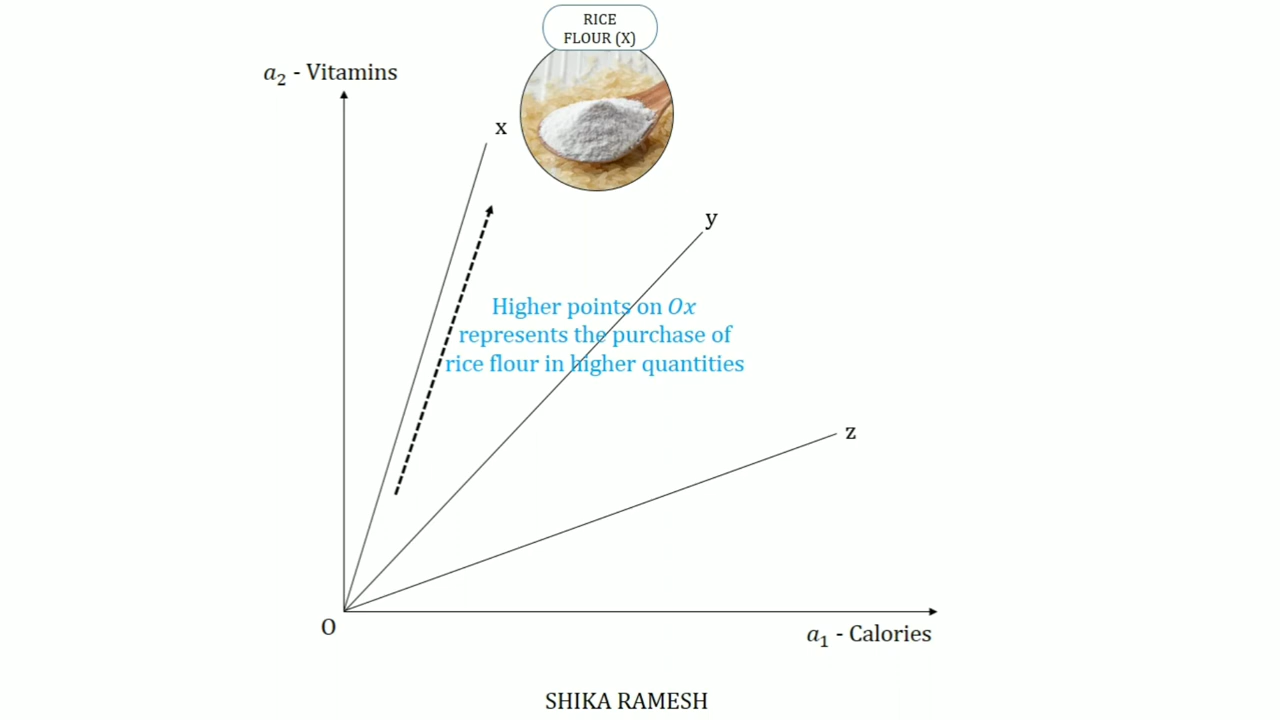 RICE
FLOUR (X)
a₂ - Vitamins
x
y
Higher points on Ox
represents the purchase of
rice flour in higher quantities
z
O
a₁ - Calories
SHIKA RAMESH